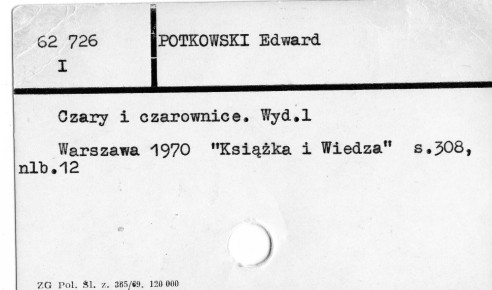 62 726
I
POTKOWSKI Edward
Czary i czarownice. Wyd.1
Warszawa 1970 "Książka i Wiedza" s.308,
nlb.12
ZG Pol. Śl. z. 365/69. 120 000